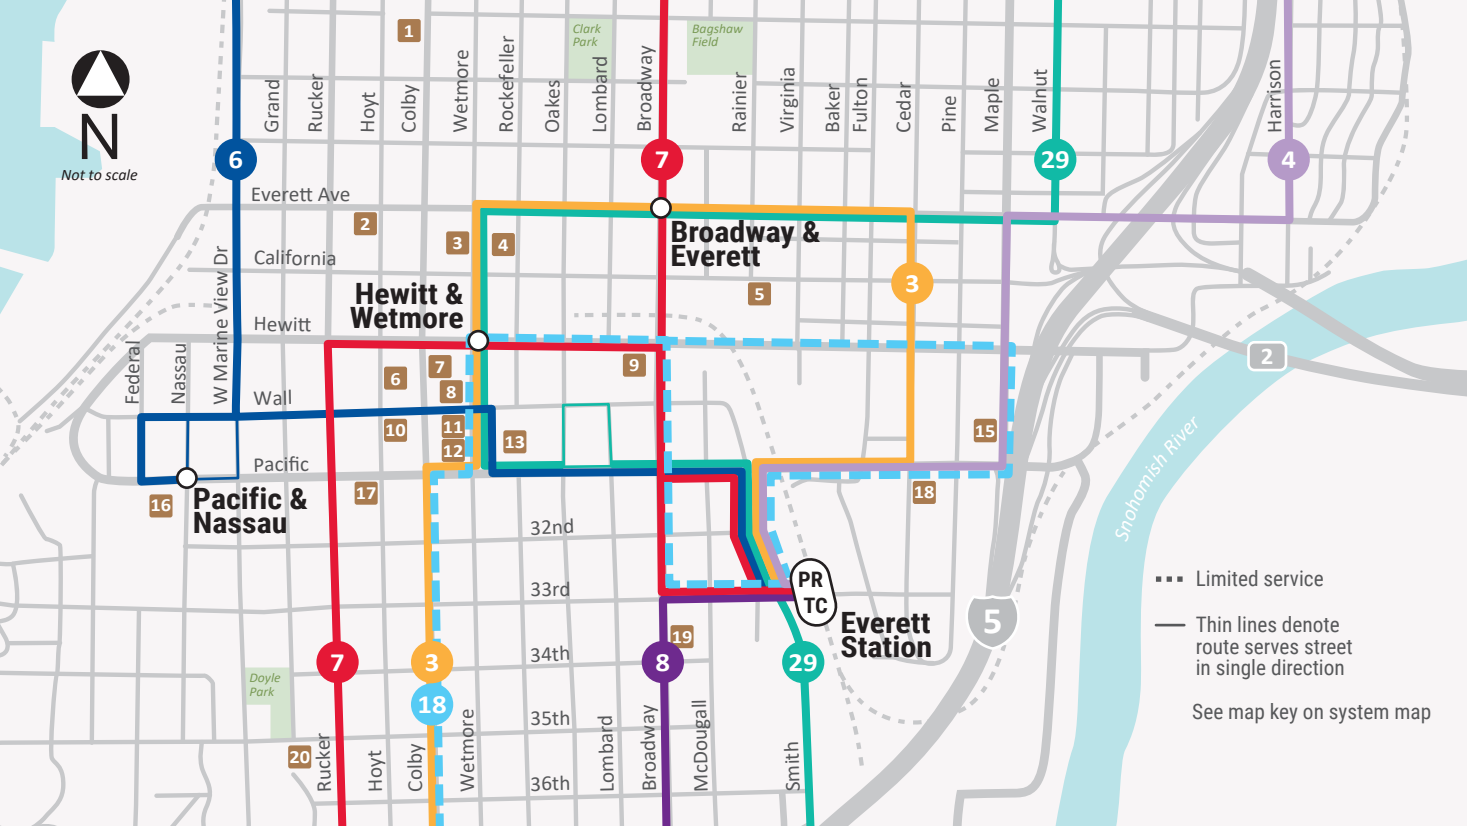 1
Clark
Park
Bagshaw
Field
Grand
Rucker
Hoyt
Colby
Wetmore
Rockefeller
Oakes
Lombard
Broadway
Rainier
Virginia
Baker
Fulton
Cedar
Pine
Maple
Walnut
Harrison
N
Not to scale
6
7
29
4
Everett Ave
2
3
4
Broadway &
Everett
California
W Marine View Dr
3
5
Hewitt &
Wetmore
Hewitt
Federal
Nassau
6
7
8
9
2
Wall
10
11
12
13
15
Pacific
16
Pacific &
Nassau
17
18
Snohomish River
32nd
33rd
PR
TC
Everett
Station
5
Limited service
Thin lines denote
route serves street
in single direction
See map key on system map
19
34th
7
3
18
8
29
Doyle
Park
35th
20
Rucker
Hoyt
Colby
Wetmore
36th
Lombard
Broadway
McDougall
Smith